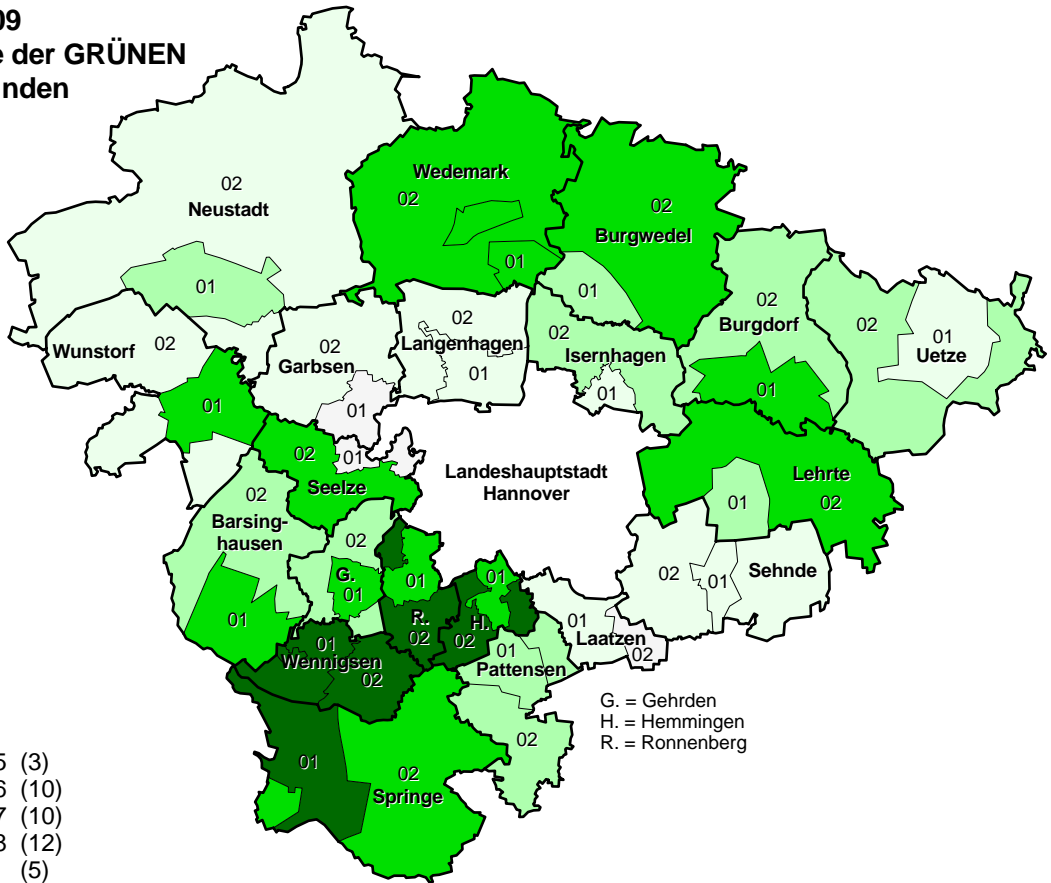 09
e der GRÜNEN
nden
Wedemark
02
02
Neustadt
02
Burgwedel
01
01
01
02
Burgdorf
02
01
Uetze
Wunstorf
02
02
Garbsen
02
Langenhagen
01
02
Isernhagen
01
01
01
01
02
01
Seelze
Landeshauptstadt
Hannover
Lehrte
02
01
02
Barsing-
hausen
02
G.
01
01
01
02
01
Sehnde
01
R.
02
H.
02
01
Laatzen
02
01
Wennigsen
02
01
Pattensen
02
G. = Gehrden
H. = Hemmingen
R. = Ronnenberg
01
02
Springe
5 (3)
6 (10)
7 (10)
3 (12)
(5)